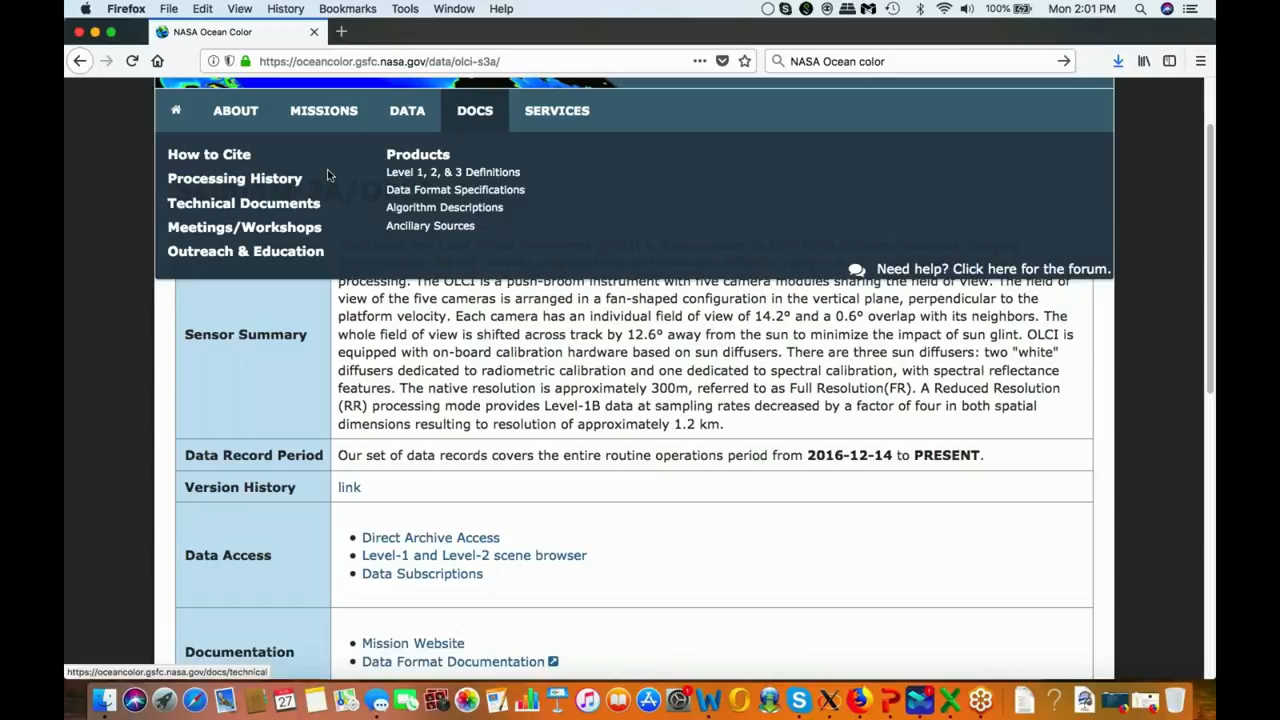 Firefox File Edit View History Bookmarks Tools Window Help 100% Mon 2:01 PM
NASA Ocean Color
https://oceancolor.gsfc.nasa.gov/data/olci-s3a/
NASA Ocean color
ABOUT MISSIONS DATA DOCS SERVICES
How to Cite
Processing History
Technical Documents
Meetings/Workshops
Outreach & Education
Products
Level 1, 2, & 3 Definitions
Data Format Specifications
Algorithm Descriptions
Ancillary Sources
Need help? Click here for the forum.
Sensor Summary
processing. The OLCI is a push-broom instrument with five camera modules sharing the field of view. The field of
view of the five cameras is arranged in a fan-shaped configuration in the vertical plane, perpendicular to the
platform velocity. Each camera has an individual field of view of 14.2º and a 0.6º overlap with its neighbors. The
whole field of view is shifted across track by 12.6º away from the sun to minimize the impact of sun glint. OLCI is
equipped with on-board calibration hardware based on sun diffusers. There are three sun diffusers: two "white"
diffusers dedicated to radiometric calibration and one dedicated to spectral calibration, with spectral reflectance
features. The native resolution is approximately 300m, referred to as Full Resolution(FR). A Reduced Resolution
(RR) processing mode provides Level-1B data at sampling rates decreased by a factor of four in both spatial
dimensions resulting to resolution of approximately 1.2 km.
Data Record Period
Our set of data records covers the entire routine operations period from 2016-12-14 to PRESENT.
Version History
link
Data Access
Direct Archive Access
Level-1 and Level-2 scene browser
Data Subscriptions
Documentation
Mission Website
Data Format Documentation
https://oceancolor.gsfc.nasa.gov/docs/technical
27